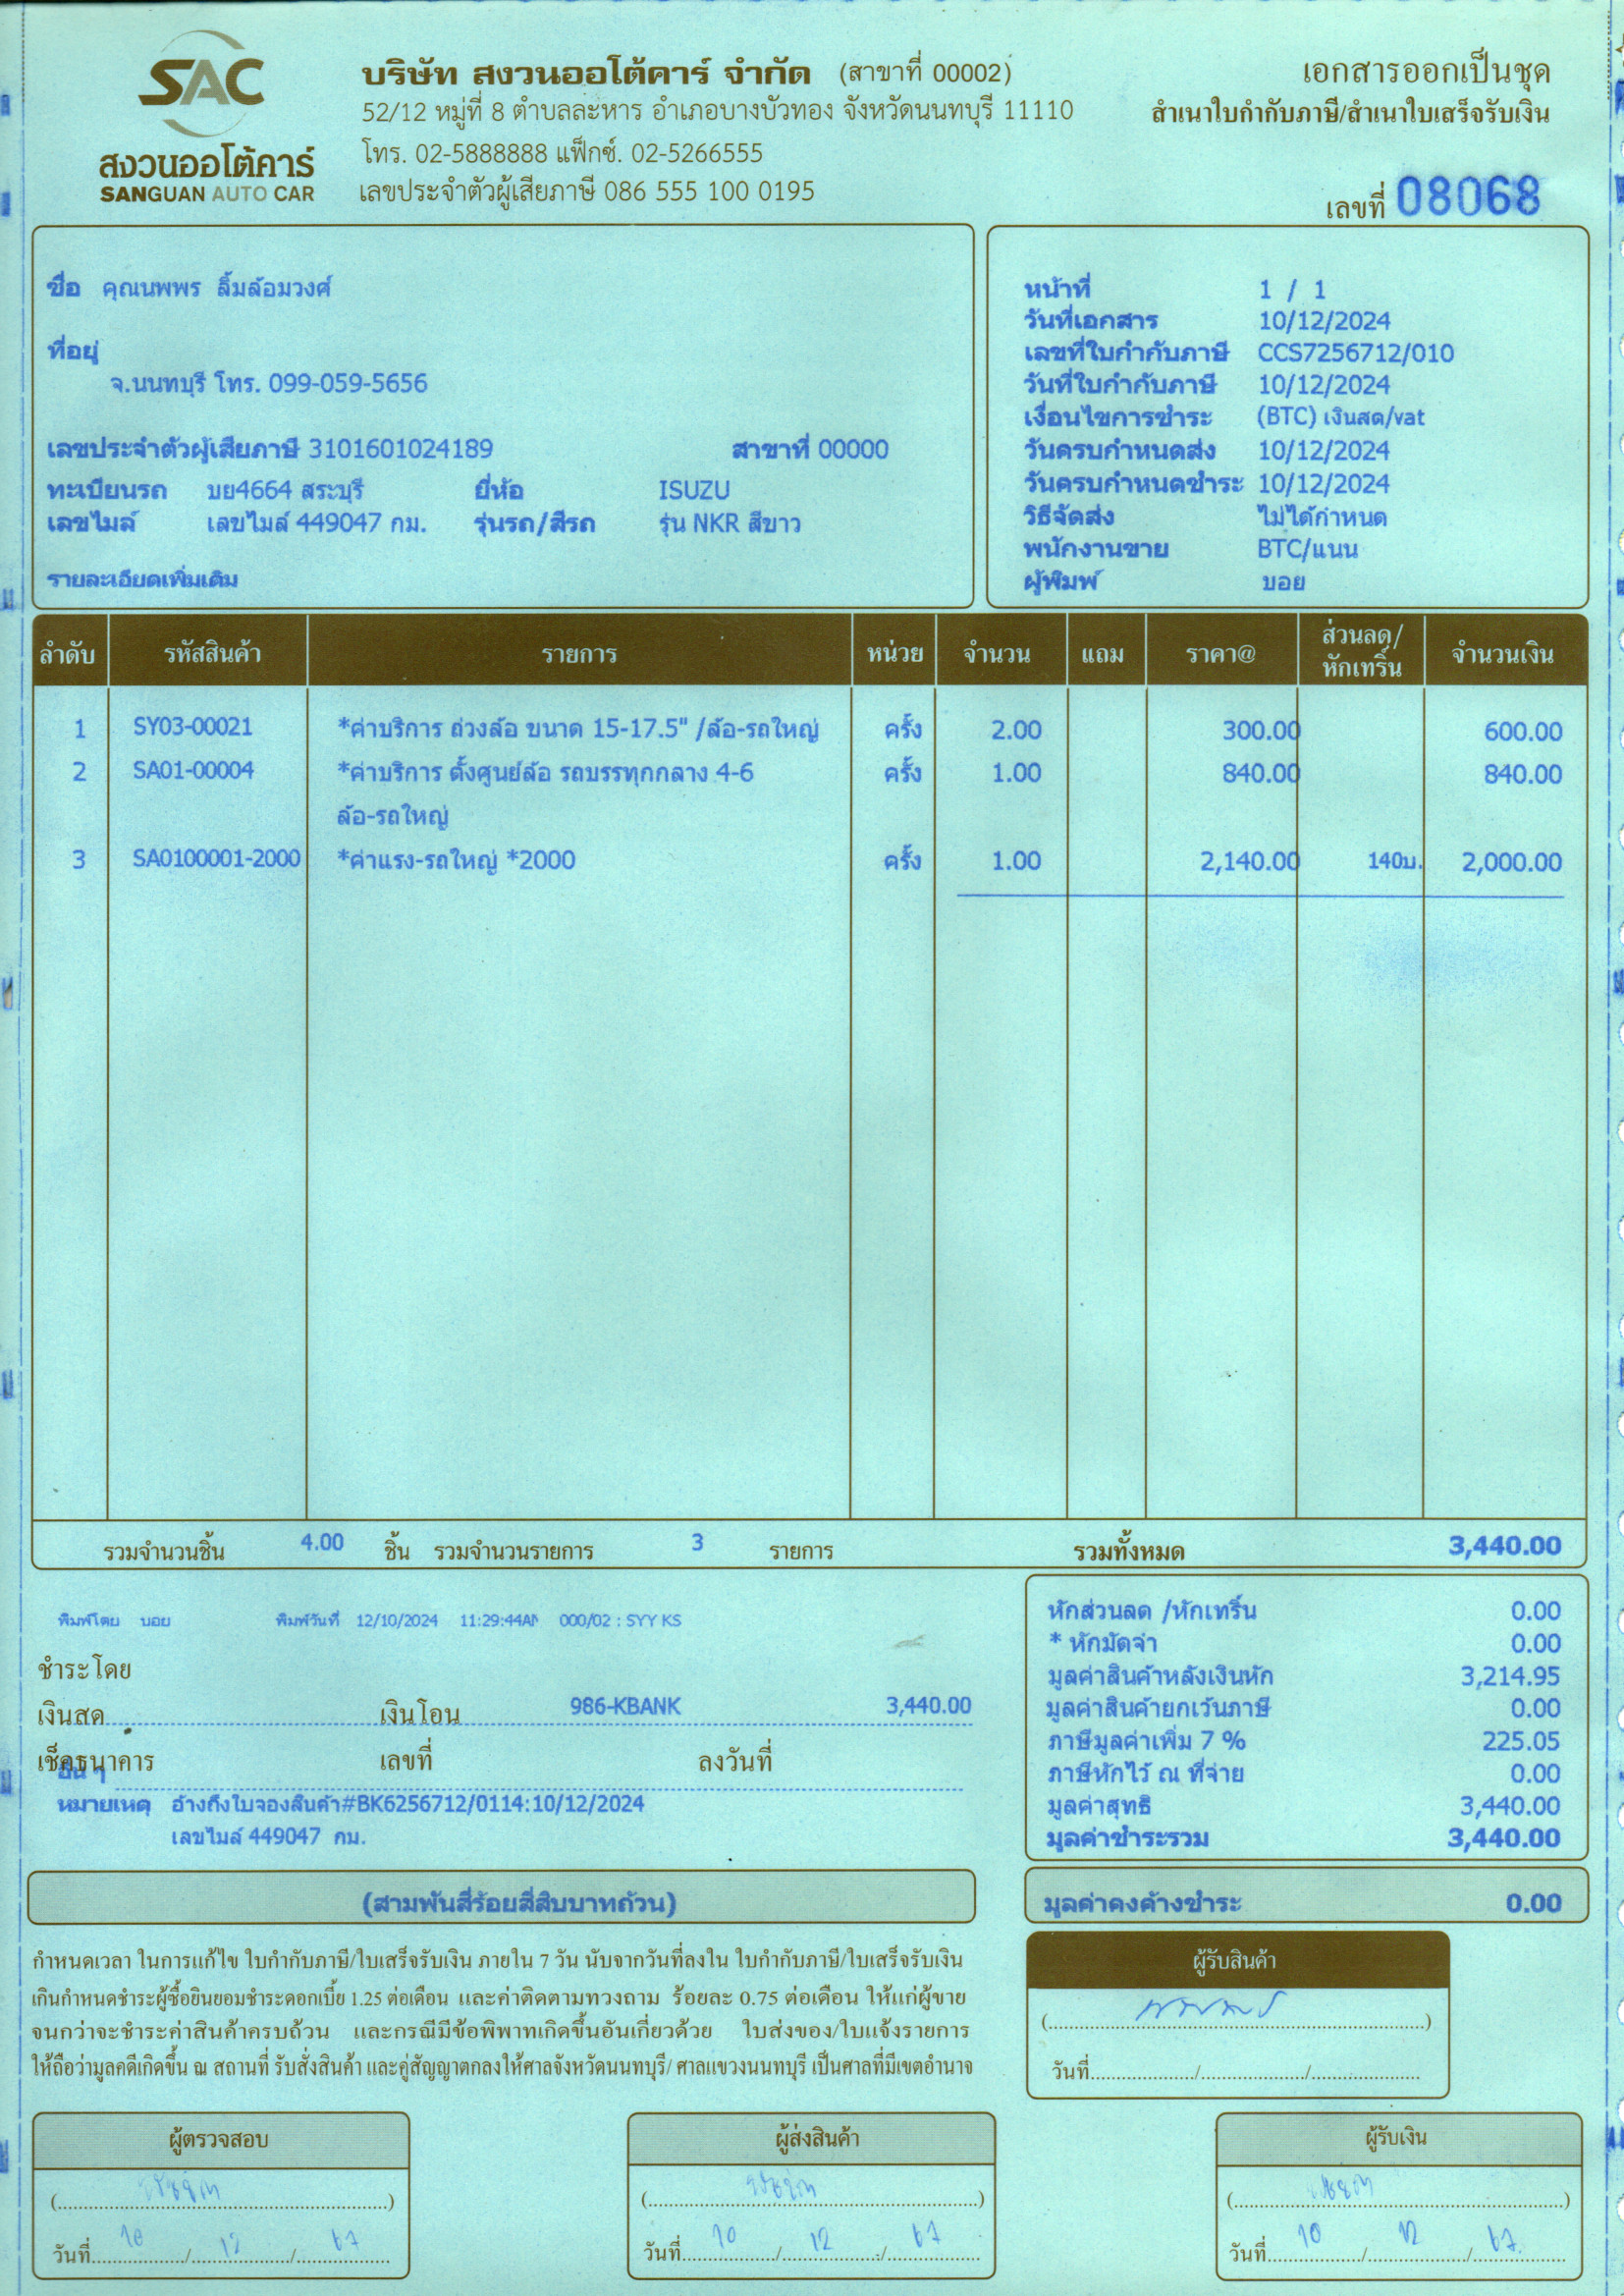 SAC
สงวนออโต้คาร์
SANGUAN AUTO CAR
บริษัท สงวนออโต้คาร์ จำกัด (สาขาที่ 00002)
52/12 หมู่ที่ 8 ตำบลละหาร อำเภอบางบัวทอง จังหวัดนนทบุรี 11110
โทร. 02-5888888 แฟ็กซ์. 02-5266555
เลขประจำตัวผู้เสียภาษี 086 555 100 0195
เอกสารออกเป็นชุด
สำเนาใบกำกับภาษี/สำเนาใบเสร็จรับเงิน
เลขที่ 08068
ชื่อ คุณนพพร ลิ้มล้อมวงศ์
ที่อยู่
จ.นนทบุรี โทร. 099-059-5656
เลขประจำตัวผู้เสียภาษี 3101601024189 สาขาที่ 00000
ทะเบียนรถ บย4664 สระบุรี ยี่ห้อ ISUZU
เลขไมล์ เลขไมล์ 449047 กม. รุ่นรถ/สีรถ รุ่น NKR สีขาว
รายละเอียดเพิ่มเติม
หน้าที่ 1 / 1
วันที่เอกสาร 10/12/2024
เลขที่ใบกำกับภาษี CCS7256712/010
วันที่ใบกำกับภาษี 10/12/2024
เงื่อนไขการชำระ (BTC) เงินสด/vat
วันครบกำหนดส่ง 10/12/2024
วันครบกำหนดชำระ 10/12/2024
วิธีจัดส่ง ไม่ได้กำหนด
พนักงานขาย BTC/แนน
ผู้พิมพ์ บอย
ลำดับ รหัสสินค้า รายการ หน่วย จำนวน แถม ราคา@ ส่วนลด/หักเทริ์น จำนวนเงิน
1 SY03-00021 *ค่าบริการ ถ่วงล้อ ขนาด 15-17.5" /ล้อ-รถใหญ่ ครั้ง 2.00 300.00 600.00
2 SA01-00004 *ค่าบริการ ตั้งศูนย์ล้อ รถบรรทุกกลาง 4-6 ครั้ง 1.00 840.00 840.00
ล้อ-รถใหญ่
3 SA0100001-2000 *ค่าแรง-รถใหญ่ *2000 ครั้ง 1.00 2,140.00 140บ. 2,000.00
รวมจำนวนชิ้น 4.00 ชิ้น รวมจำนวนรายการ 3 รายการ รวมทั้งหมด 3,440.00
พิมพ์โดย บอย พิมพ์วันที่ 12/10/2024 11:29:44AM 000/02 : SYY KS
ชำระโดย
เงินสด เงินโอน 986-KBANK 3,440.00
เช็คธนาคาร เลขที่ ลงวันที่
อื่น ๆ
หมายเหตุ อ้างถึงใบจองสินค้า#BK6256712/0114:10/12/2024
เลขไมล์ 449047 กม.
หักส่วนลด /หักเทริ์น 0.00
* หักมัดจำ 0.00
มูลค่าสินค้าหลังเงินหัก 3,214.95
มูลค่าสินค้ายกเว้นภาษี 0.00
ภาษีมูลค่าเพิ่ม 7 % 225.05
ภาษีหักไว้ ณ ที่จ่าย 0.00
มูลค่าสุทธิ 3,440.00
มูลค่าชำระรวม 3,440.00
(สามพันสี่ร้อยสี่สิบบาทถ้วน)
มูลค่าคงค้างชำระ 0.00
กำหนดเวลา ในการแก้ไข ใบกำกับภาษี/ใบเสร็จรับเงิน ภายใน 7 วัน นับจากวันที่ลงใน ใบกำกับภาษี/ใบเสร็จรับเงิน
เกินกำหนดชำระผู้ซื้อยินยอมชำระดอกเบี้ย 1.25 ต่อเดือน และค่าติดตามทวงถาม ร้อยละ 0.75 ต่อเดือน ให้แก่ผู้ขาย
จนกว่าจะชำระค่าสินค้าครบถ้วน และกรณีมีข้อพิพาทเกิดขึ้นอันเกี่ยวด้วย ใบส่งของ/ใบแจ้งรายการ
ให้ถือว่ามูลคดีเกิดขึ้น ณ สถานที่ รับสั่งสินค้า และคู่สัญญาตกลงให้ศาลจังหวัดนนทบุรี/ ศาลแขวงนนทบุรี เป็นศาลที่มีเขตอำนาจ
ผู้รับสินค้า
วันที่ / /
ผู้ตรวจสอบ ผู้ส่งสินค้า ผู้รับเงิน
วันที่ 10 / 12 / 67 วันที่ 10 / 12 / 67 วันที่ 10 / 12 / 67